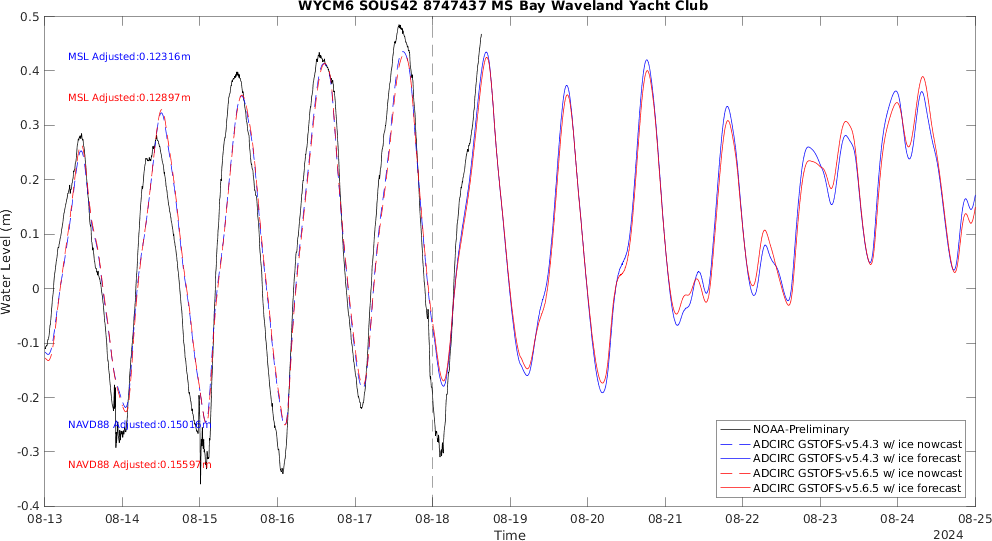 WYCM6 SOUS42 8747437 MS Bay Waveland Yacht Club
0.5
MSL Adjusted:0.12316m
0.4
MSL Adjusted:0.12897m
0.3
0.2
Water Level (m)
0.1
0
-0.1
-0.2
NAVD88 Adjusted:0.15016m
-0.3
NAVD88 Adjusted:0.15597m
-0.4
NOAA-Preliminary
ADCIRC GSTOFS-v5.4.3 w/ ice nowcast
ADCIRC GSTOFS-v5.4.3 w/ ice forecast
ADCIRC GSTOFS-v5.6.5 w/ ice nowcast
ADCIRC GSTOFS-v5.6.5 w/ ice forecast
08-13 08-14 08-15 08-16 08-17 08-18 08-19 08-20 08-21 08-22 08-23 08-24 08-25
Time
2024